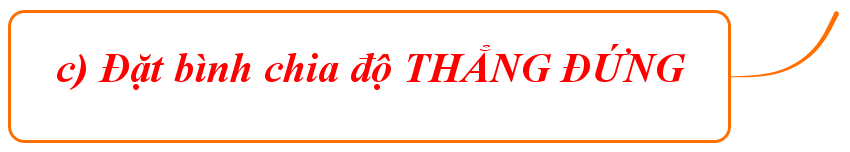 c) Đặt bình chia độ THẲNG ĐỨNG